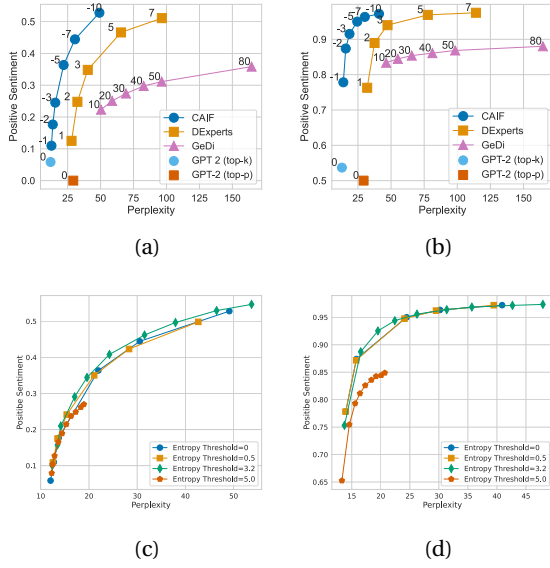 -10
7
-7
5
-5
3
80
-3
50
2
40
30
-2
20
10
-1
1
0
0
Positive Sentiment
0.5
0.4
0.3
0.2
0.1
0.0
CAIF
DExperts
GeDi
GPT 2 (top-k)
GPT-2 (top-p)
25 50 75 100 125 150
Perplexity
(a)
-10
-7
-5
7
5
3
-3
-2
2
80
50
40
30
20
10
-1
1
0
0
Positive Sentiment
1.0
0.9
0.8
0.7
0.6
0.5
CAIF
DExperts
GeDi
GPT 2 (top-k)
GPT-2 (top-p)
25 50 75 100 125 150
Perplexity
(b)
Positibe Sentiment
0.5
0.4
0.3
0.2
0.1
Entropy Threshold=0
Entropy Threshold=0,5
Entropy Threshold=3.2
Entropy Threshold=5,0
10 20 30 40 50
Perplexity
(c)
Positibe Sentiment
0.95
0.90
0.85
0.80
0.75
0.70
0.65
Entropy Threshold=0
Entropy Threshold=0,5
Entropy Threshold=3.2
Entropy Threshold=5.0
15 20 25 30 35 40 45
Perplexity
(d)